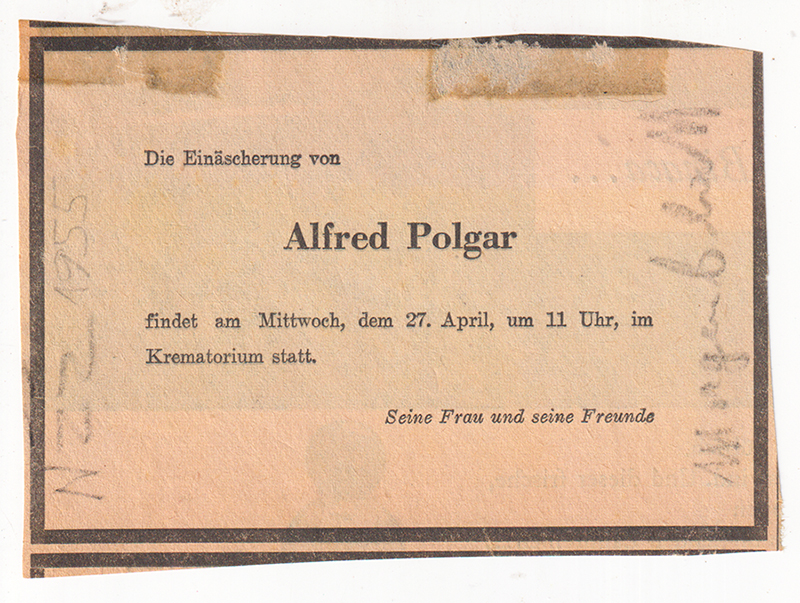 Die Einäscherung von
Alfred Polgar
findet am Mittwoch, dem 27. April, um 11 Uhr, im
Krematorium statt.
Seine Frau und seine Freunde
1955